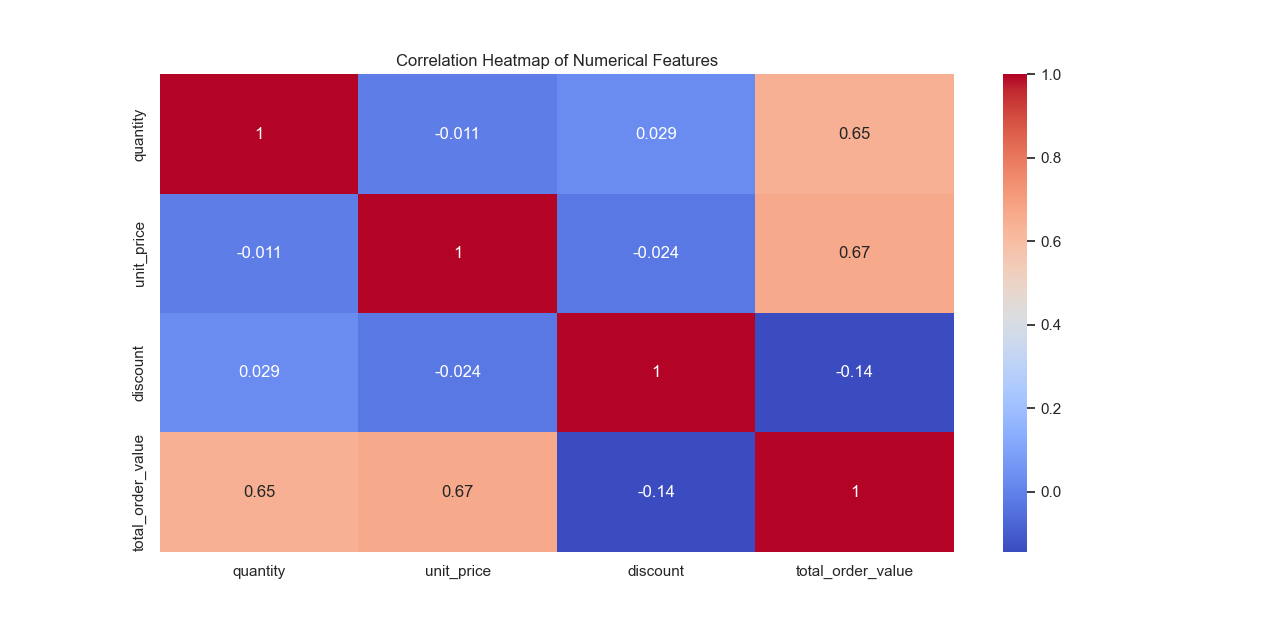 Correlation Heatmap of Numerical Features
quantity 1 -0.011 0.029 0.65
unit_price -0.011 1 -0.024 0.67
discount 0.029 -0.024 1 -0.14
total_order_value 0.65 0.67 -0.14 1
quantity unit_price discount total_order_value
1.0
0.8
0.6
0.4
0.2
0.0